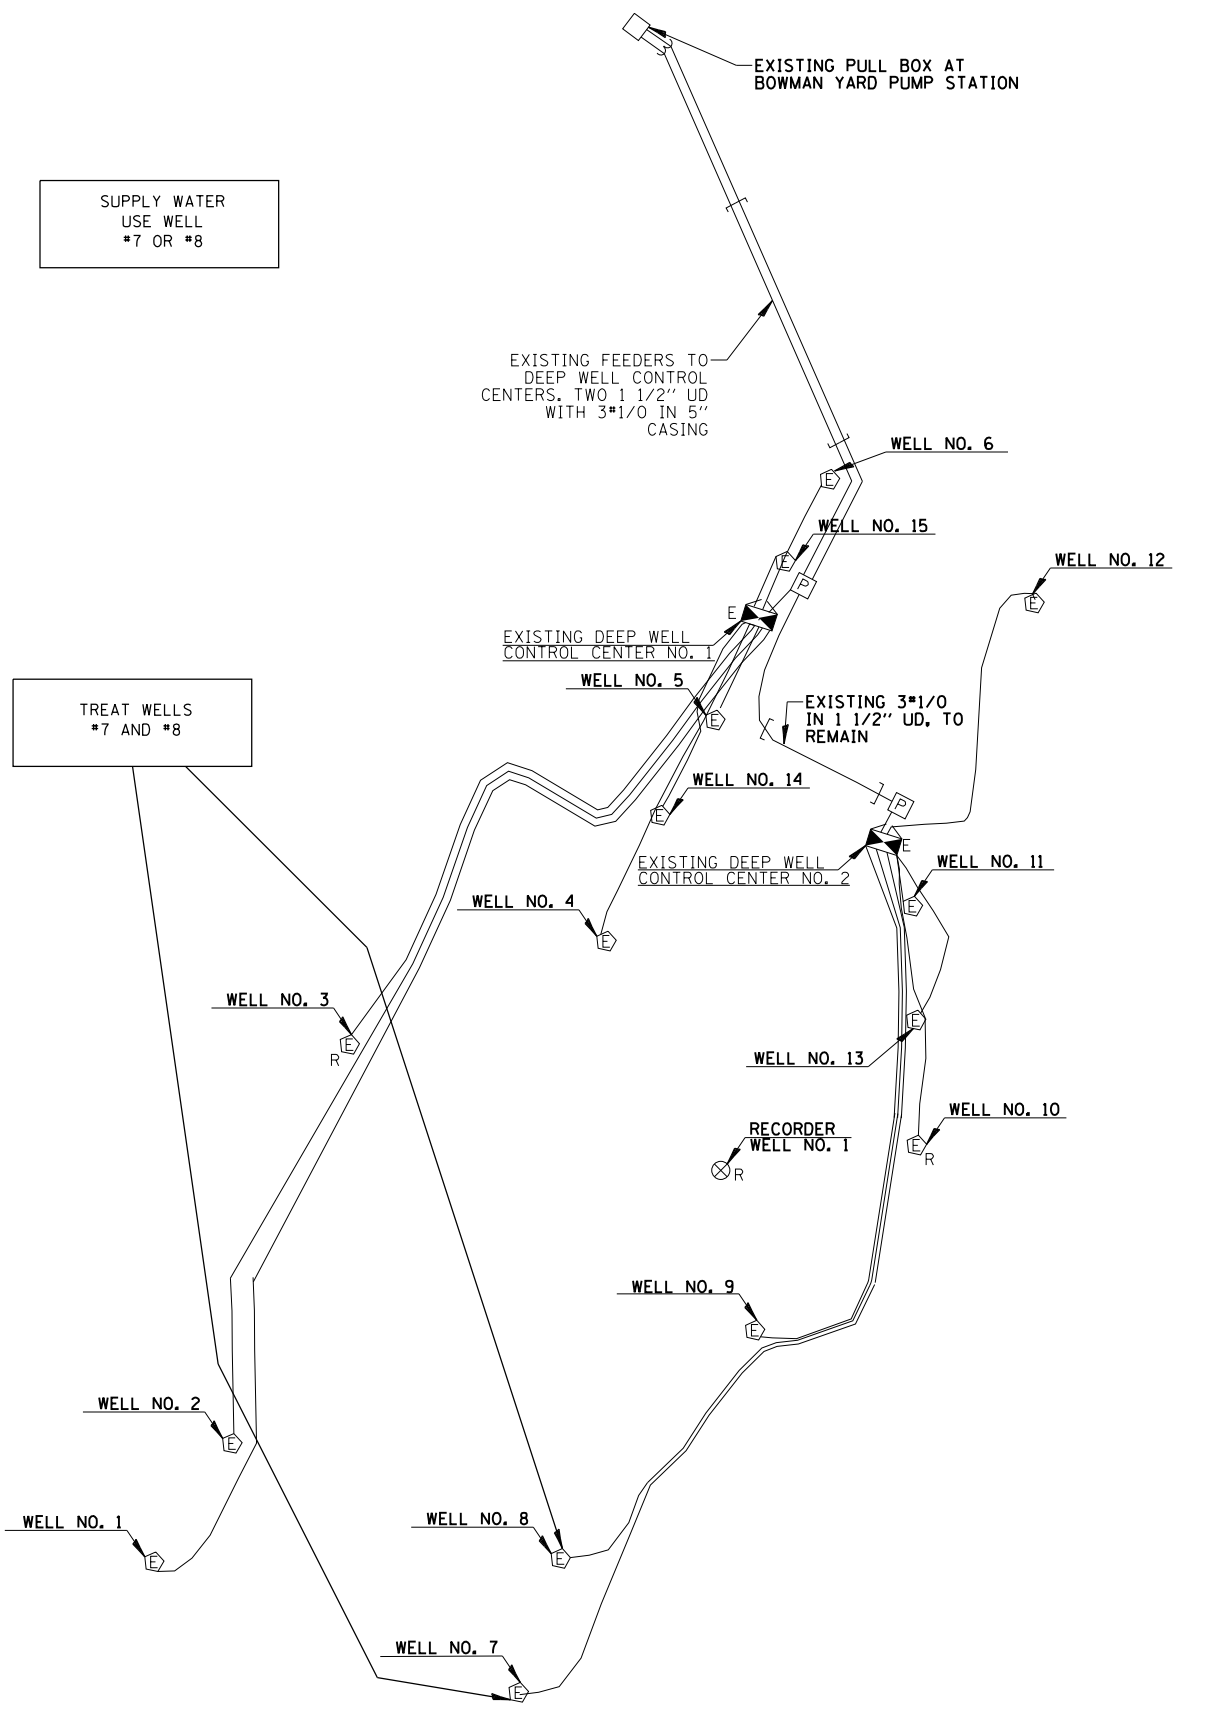 EXISTING PULL BOX AT
BOWMAN YARD PUMP STATION
SUPPLY WATER
USE WELL
#7 OR #8
EXISTING FEEDERS TO
DEEP WELL CONTROL
CENTERS. TWO 1 1/2" UD
WITH 3#1/0 IN 5"
CASING
WELL NO. 6
E
WELL NO. 15
E
P
WELL NO. 12
E
E
EXISTING DEEP WELL
CONTROL CENTER NO. 1
WELL NO. 5
E
TREAT WELLS
#7 AND #8
EXISTING 3#1/0
IN 1 1/2" UD, TO
REMAIN
WELL NO. 14
E
P
E
EXISTING DEEP WELL
CONTROL CENTER NO. 2
WELL NO. 11
E
WELL NO. 4
E
WELL NO. 3
E
R
E
WELL NO. 13
WELL NO. 10
E
R
RECORDER
WELL NO. 1
R
WELL NO. 9
E
WELL NO. 2
E
WELL NO. 1
E
WELL NO. 8
E
WELL NO. 7
E